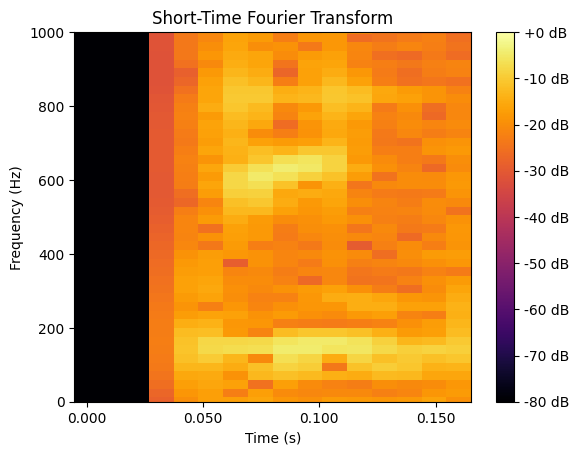 Short-Time Fourier Transform
Frequency (Hz)
1000
800
600
400
200
0
0.000
0.050
0.100
0.150
Time (s)
+0 dB
-10 dB
-20 dB
-30 dB
-40 dB
-50 dB
-60 dB
-70 dB
-80 dB